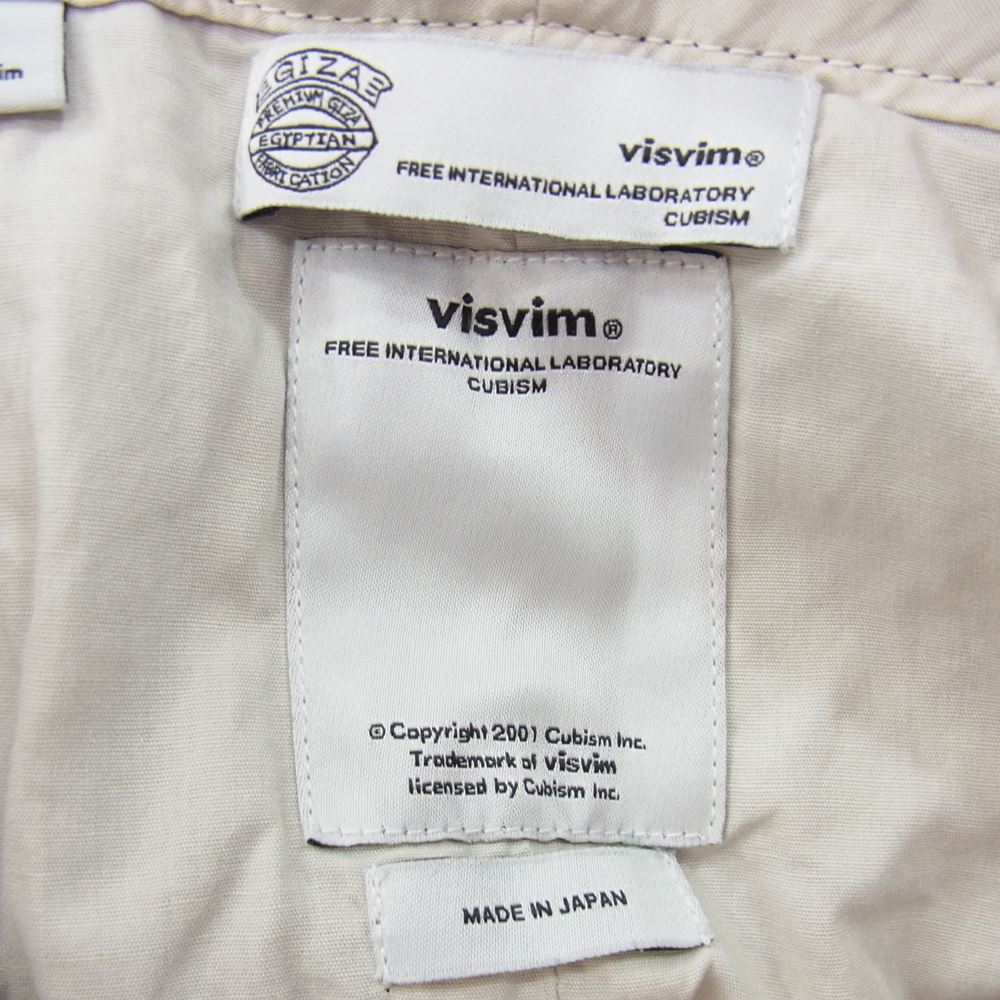 im
GIZA
PREMIUM GIZA
EGYPTIAN
visvim®
FREE INTERNATIONAL LABORATORY
CUBISM
visvim®
FREE INTERNATIONAL LABORATORY
CUBISM
© Copyright 2001 Cubism Inc.
Trademark of visvim
licensed by Cubism Inc.
MADE IN JAPAN